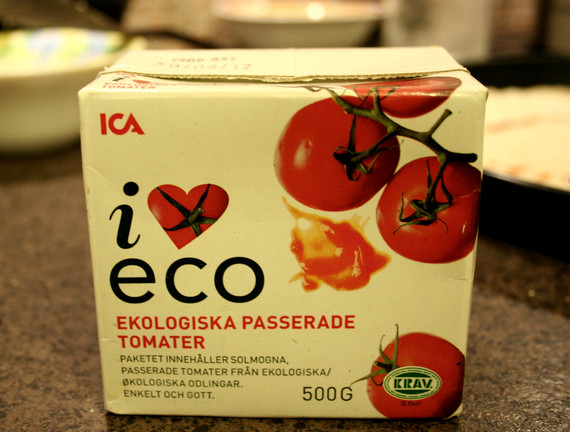 ICA
i
eco
EKOLOGISKA PASSERADE
TOMATER
PAKETET INNEHÅLLER SOLMOGNA,
PASSERADE TOMATER FRÅN EKOLOGISKA/
ØKOLOGISKA ODLINGAR.
ENKELT OCH GOTT.
500G
KRAV